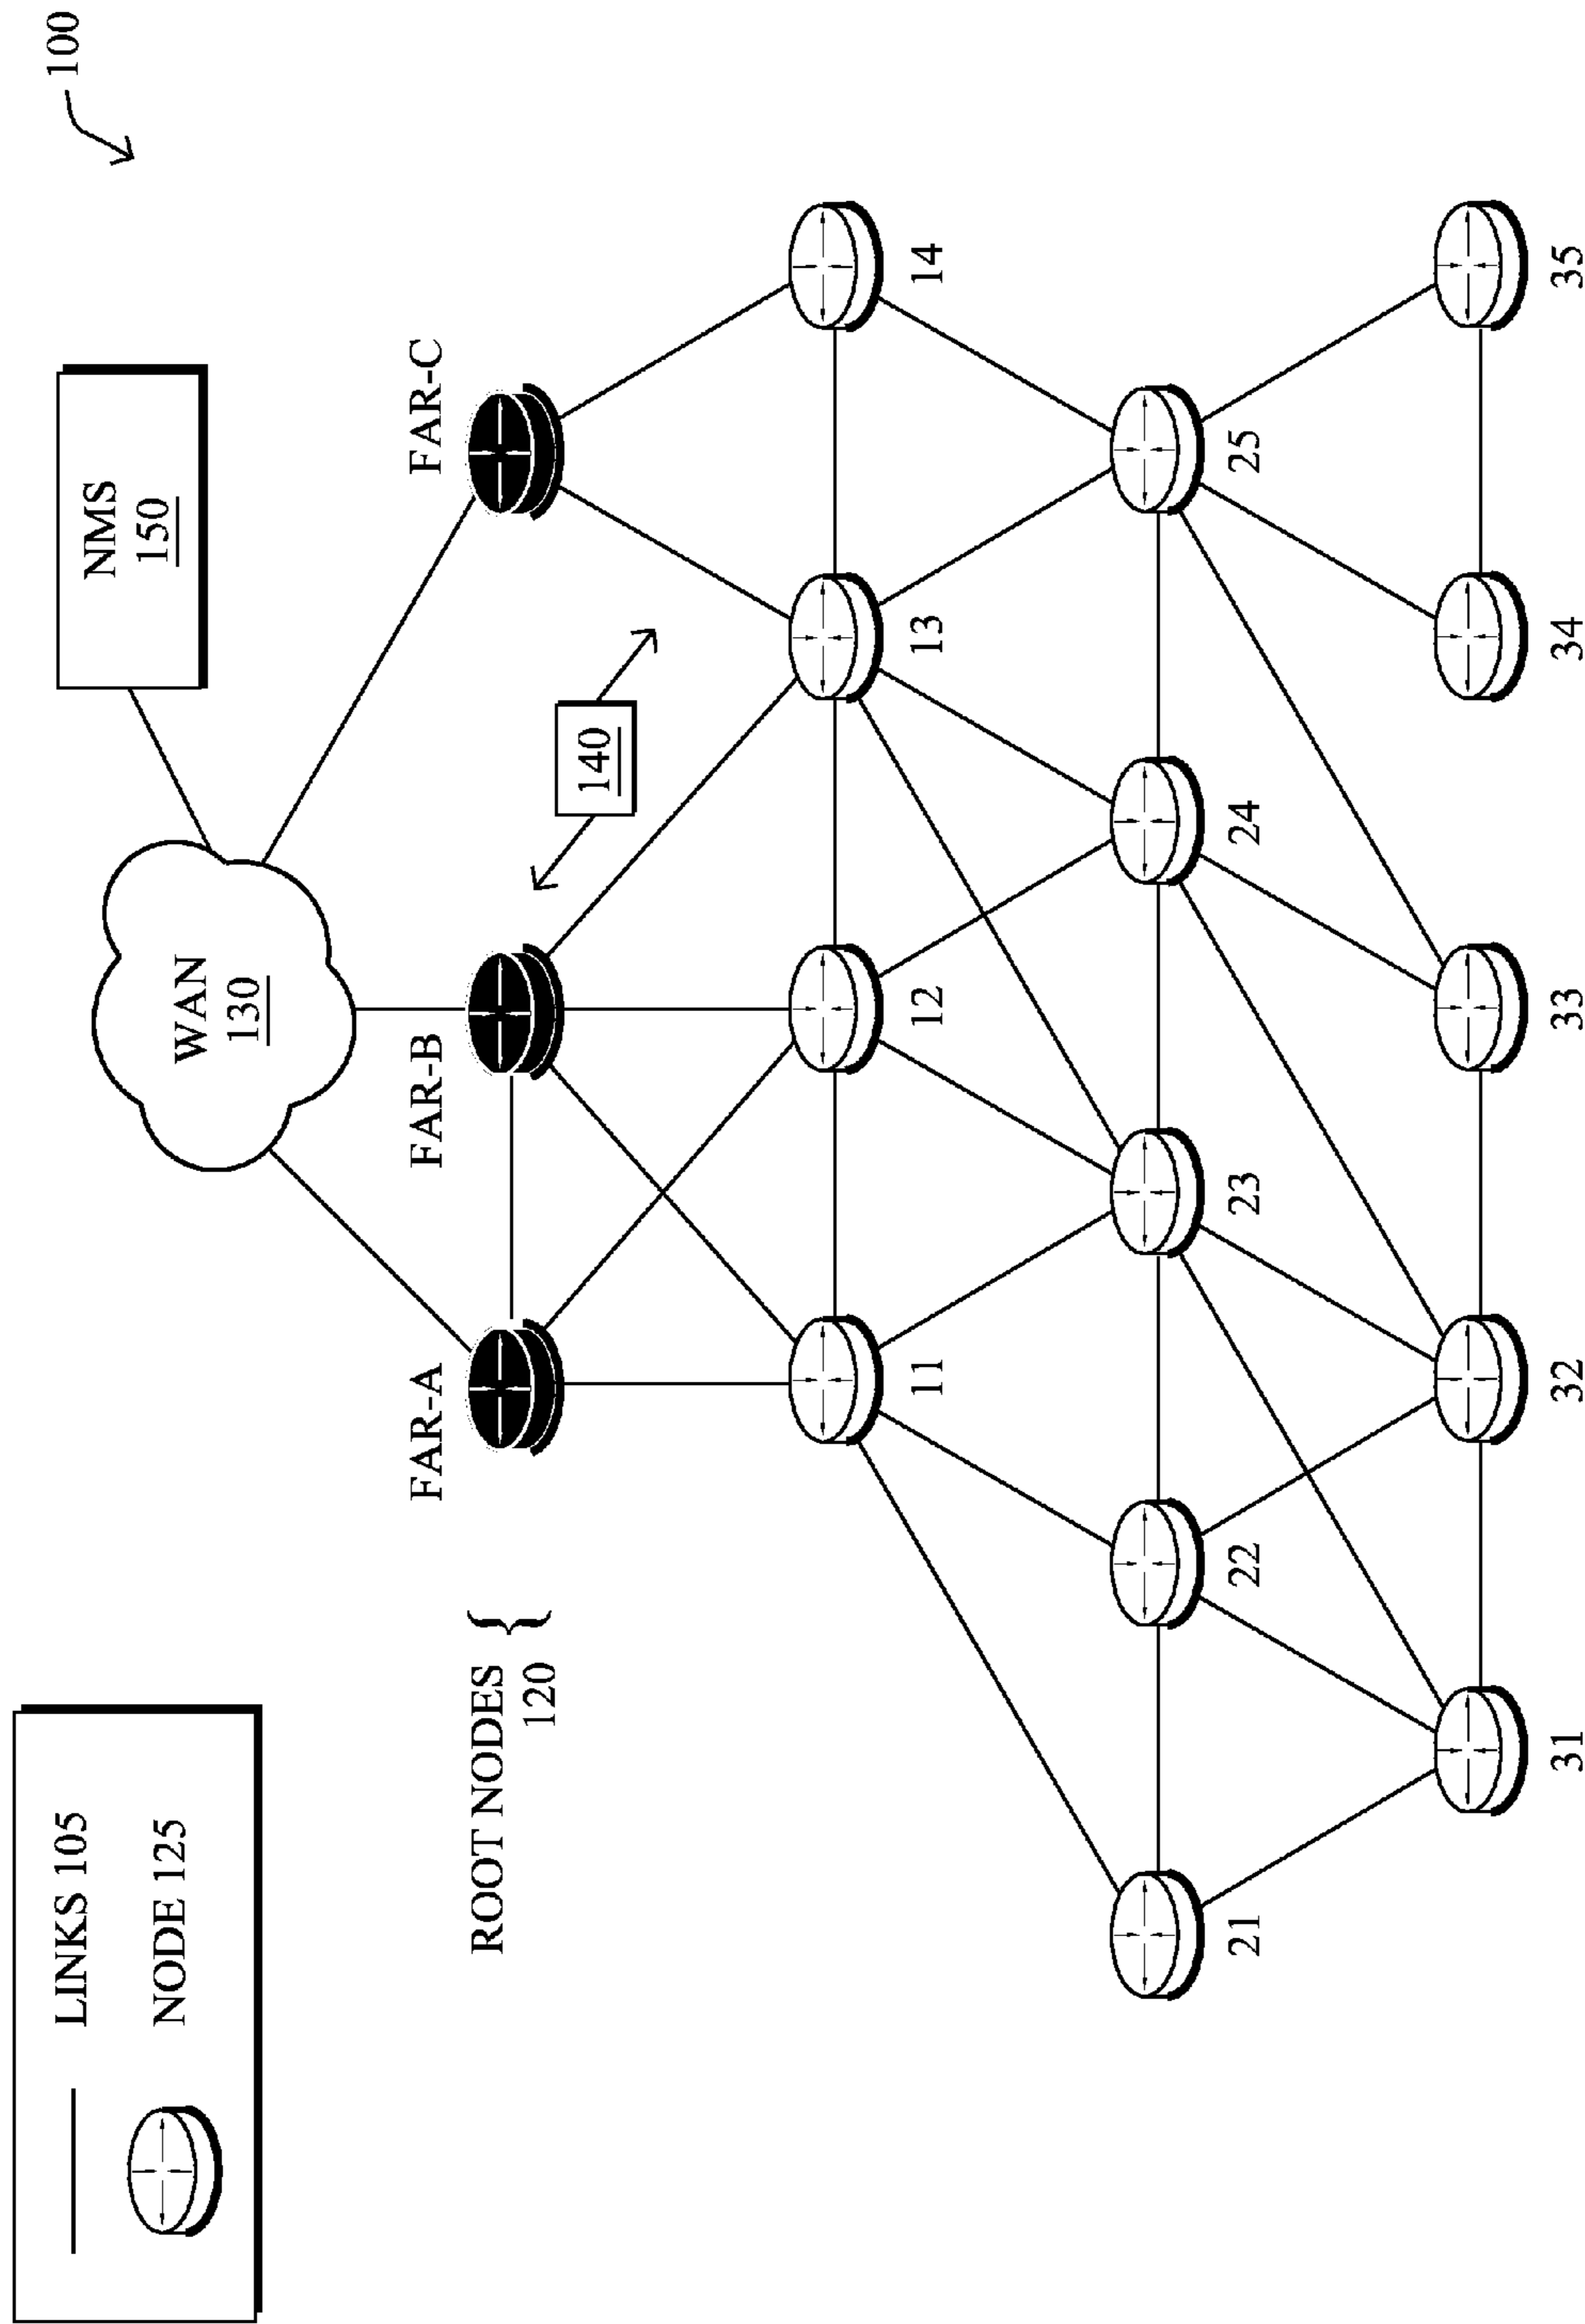 100
LINKS 105
NODE 125
NMS
150
WAN
130
ROOT NODES
120
FAR-A
FAR-B
FAR-C
140
11
12
13
14
21
22
23
24
25
31
32
33
34
35